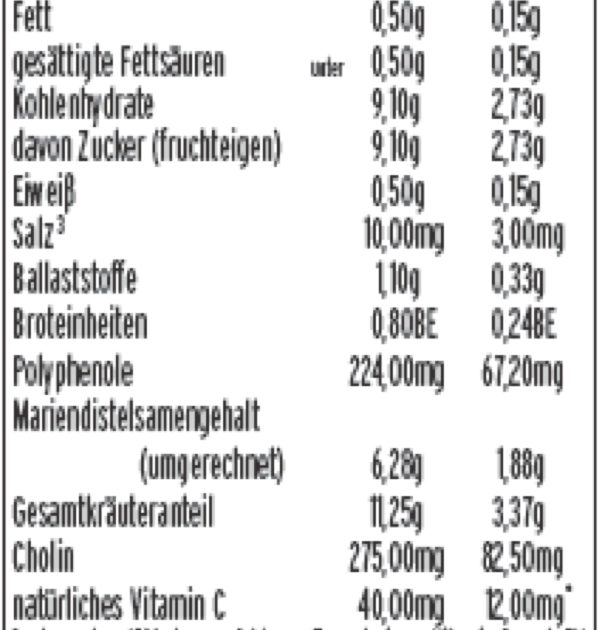 Fett 0,50g 0,15g
gesättigte Fettsäuren unter 0,50g 0,15g
Kohlenhydrate 9,10g 2,73g
davon Zucker (fruchteigen) 9,10g 2,73g
Eiweiß 0,50g 0,15g
Salz³ 10,00mg 3,00mg
Ballaststoffe 1,10g 0,33g
Broteinheiten 0,80BE 0,24BE
Polyphenole 224,00mg 67,20mg
Mariendistelsamengehalt
(umgerechnet) 6,28g 1,88g
Gesamtkräuteranteil 11,25g 3,37g
Cholin 275,00mg 82,50mg
natürliches Vitamin C 40,00mg 12,00mg*